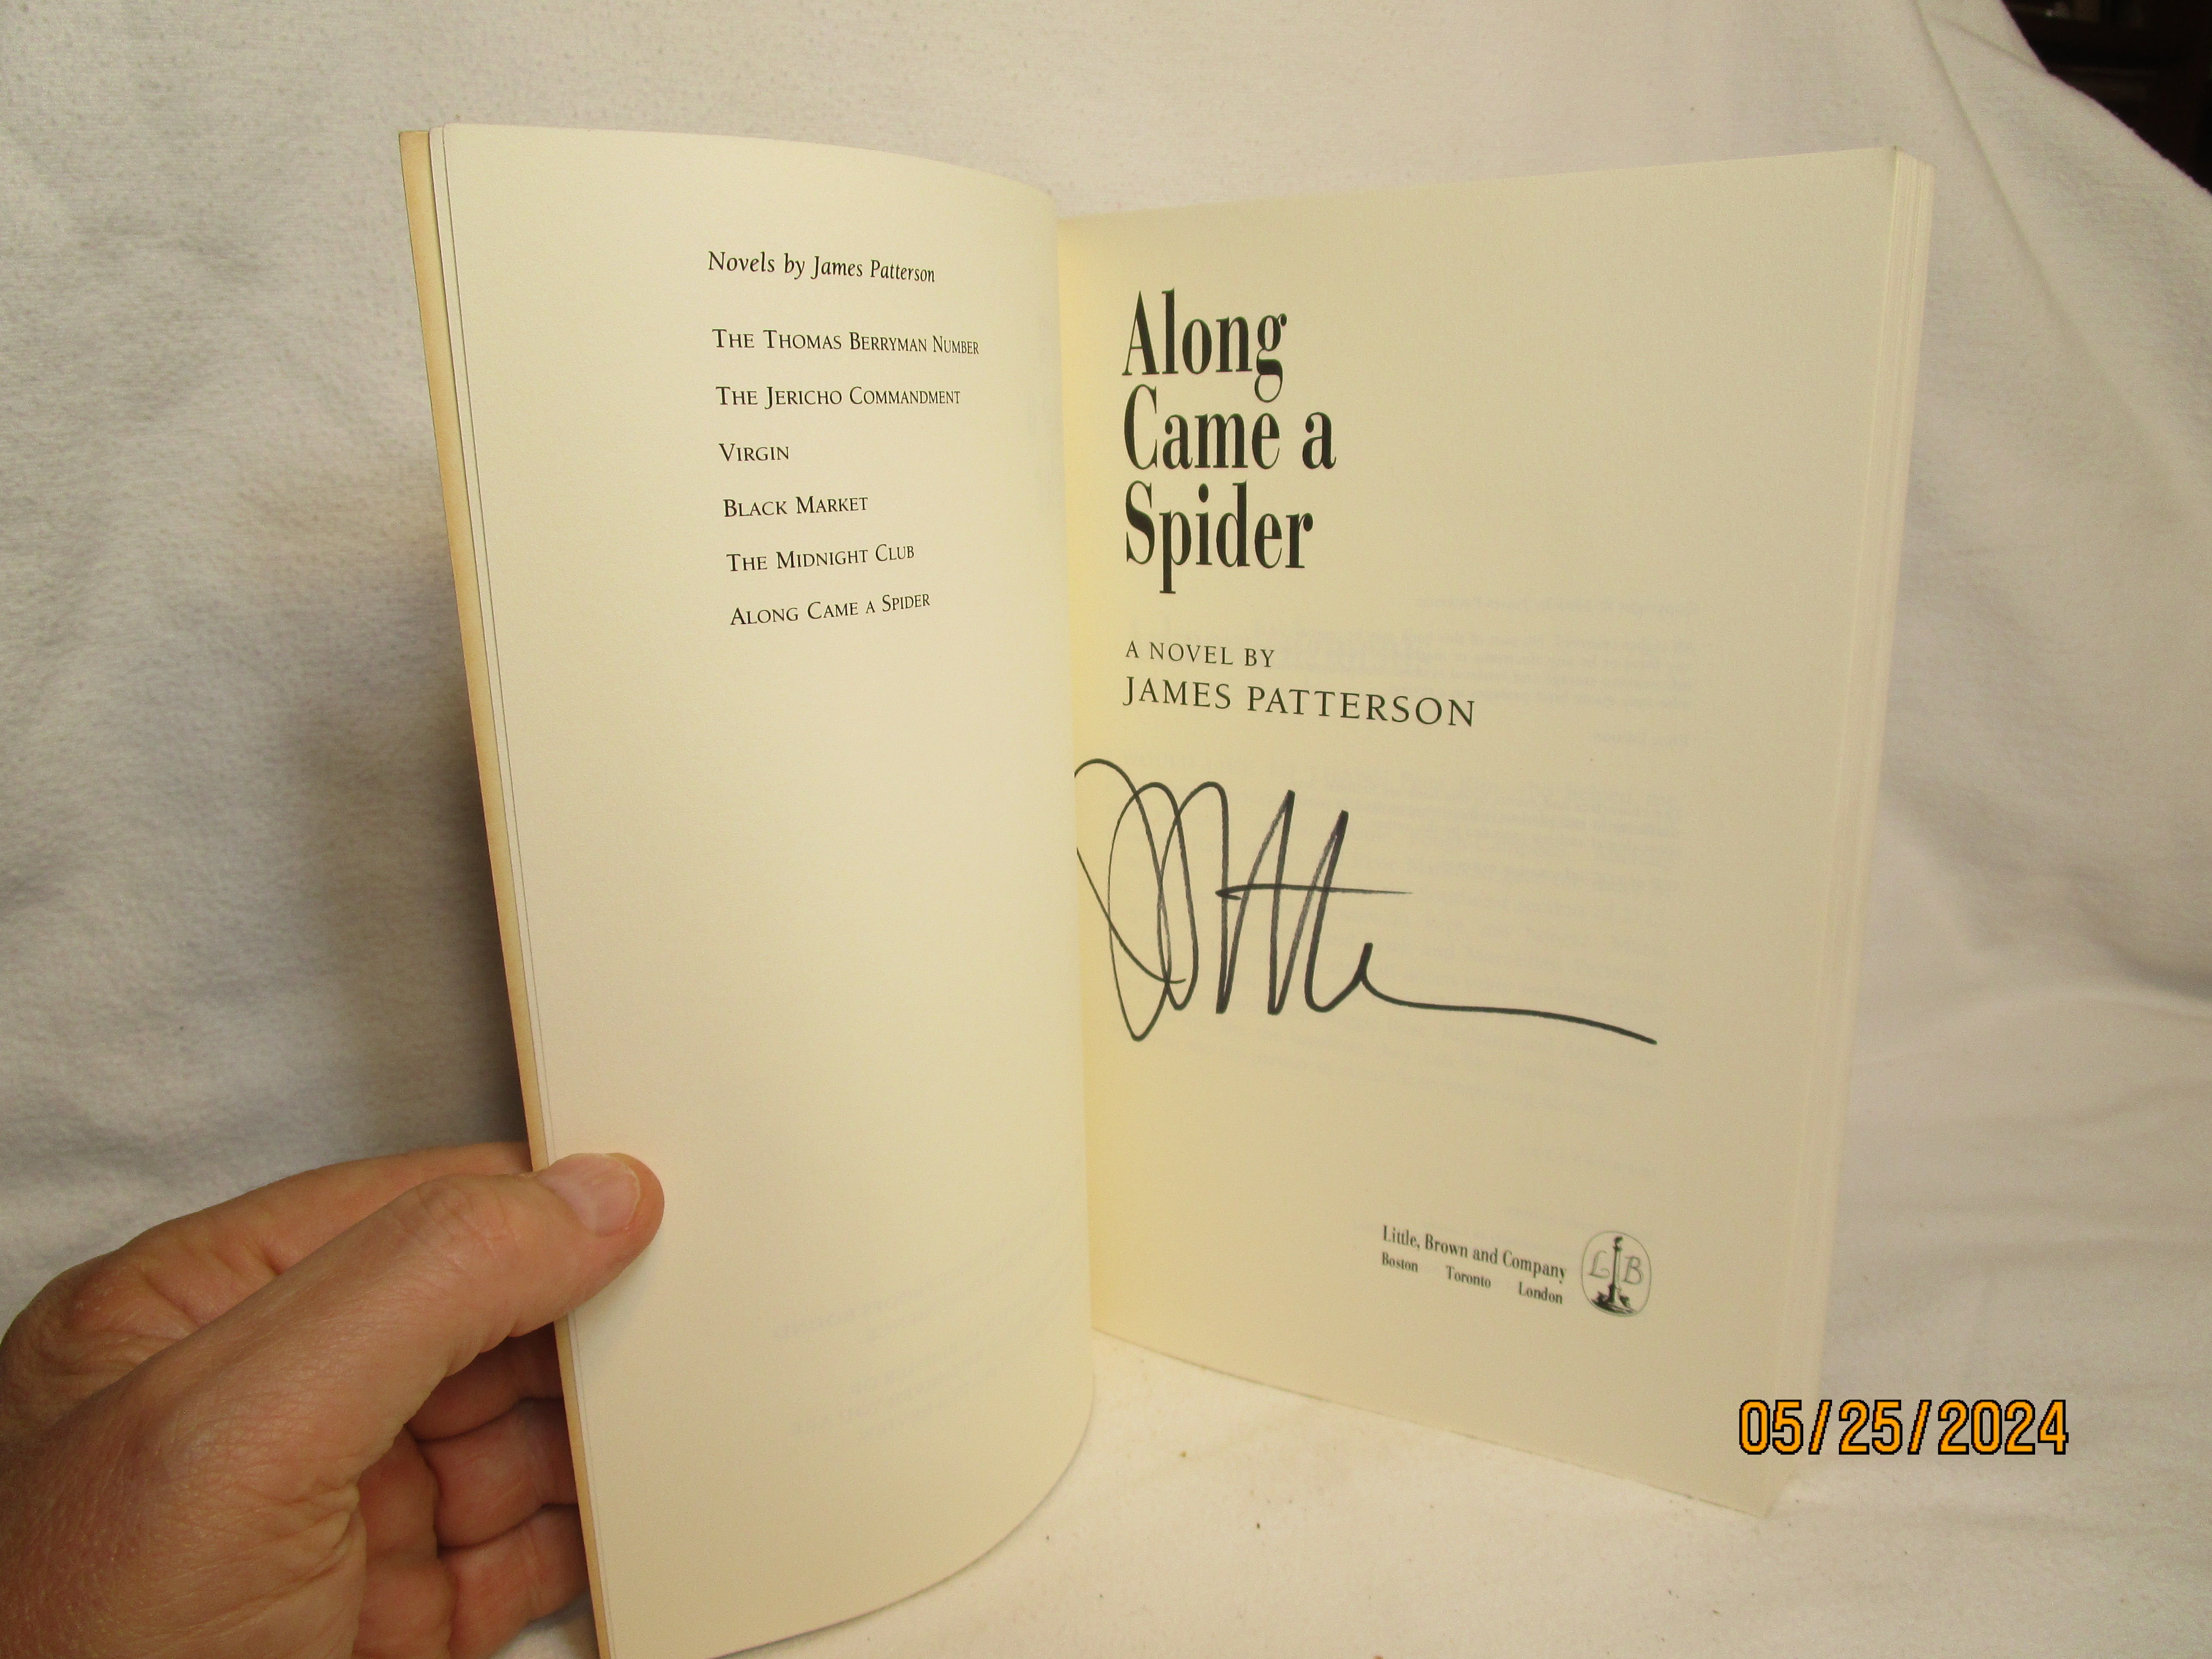 Novels by James Patterson
THE THOMAS BERRYMAN NUMBER
THE JERICHO COMMANDMENT
VIRGIN
BLACK MARKET
THE MIDNIGHT CLUB
ALONG CAME A SPIDER
Along
Came a
Spider
A NOVEL BY
JAMES PATTERSON
Little, Brown and Company
Boston Toronto London
L B
05/25/2024